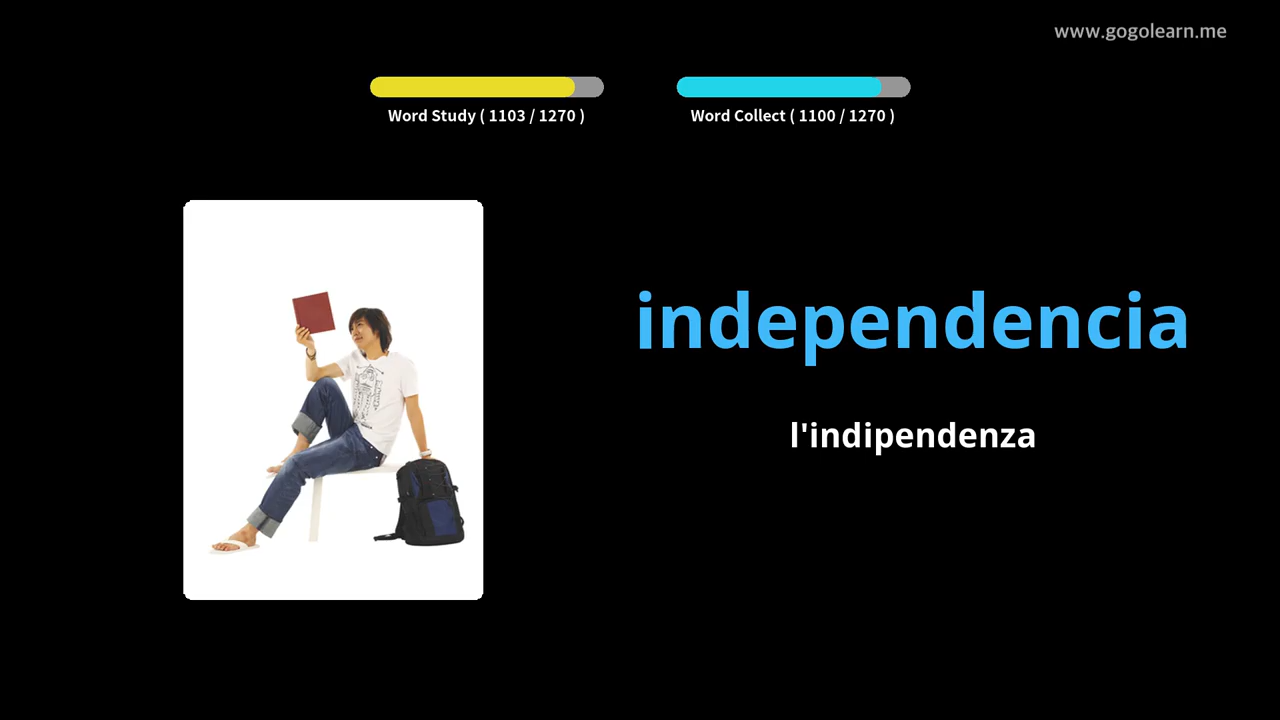 www.gogolearn.me
Word Study ( 1103 / 1270 )
Word Collect ( 1100 / 1270 )
independencia
l'indipendenza